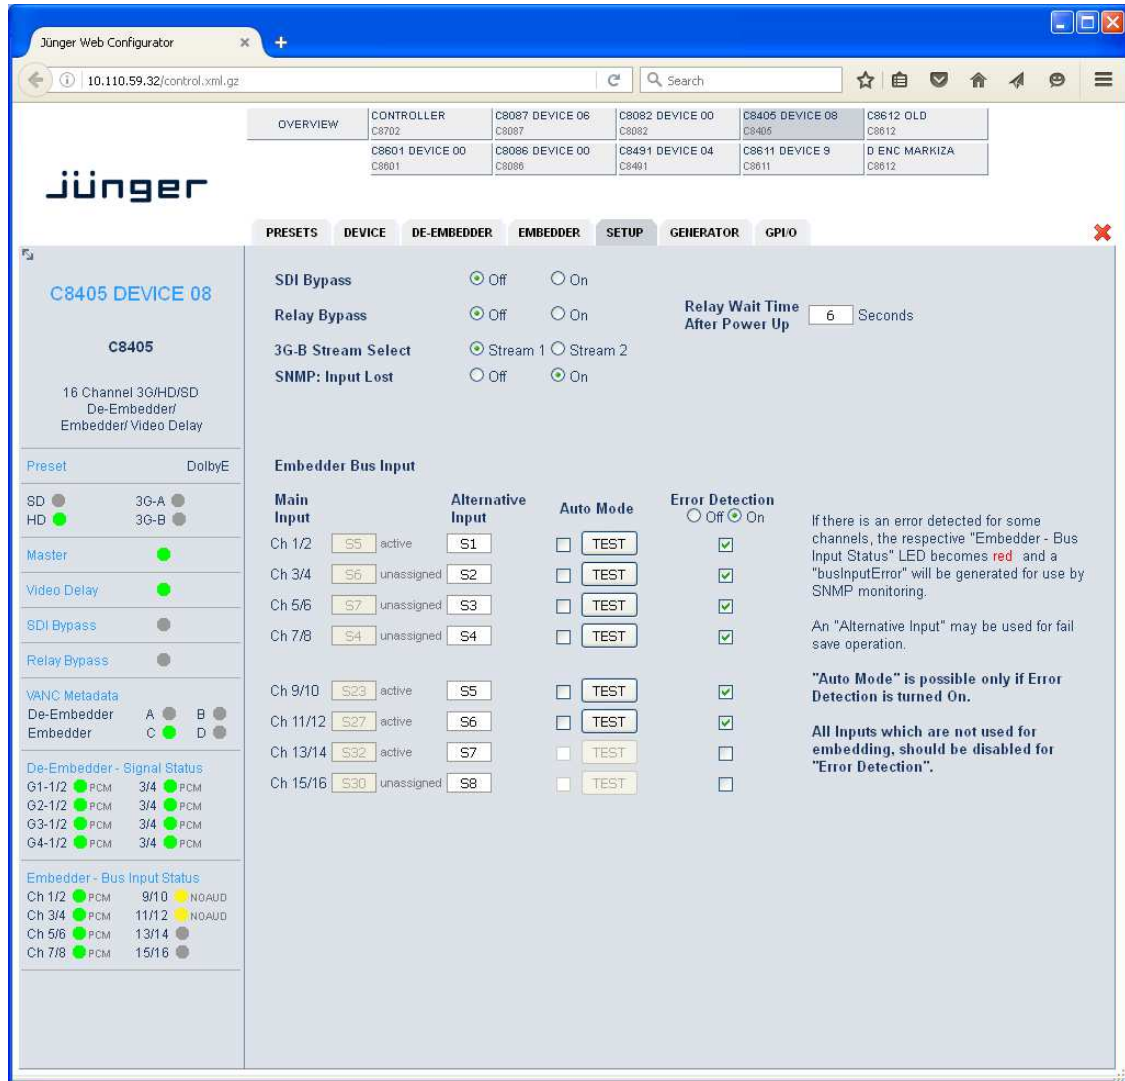 Jünger Web Configurator × +
10.110.59.32/control.xml.gz
Search
OVERVIEW
CONTROLLER C8087 DEVICE 06 C8082 DEVICE 00 C8405 DEVICE 08 C8612 OLD
C8702 C8087 C8082 C8405 C8612
C8601 DEVICE 00 C8086 DEVICE 00 C8491 DEVICE 04 C8611 DEVICE 9 D ENC MARKIZA
C8601 C8086 C8491 C8611 C8612
jünger
PRESETS DEVICE DE-EMBEDDER EMBEDDER SETUP GENERATOR GPI/O
C8405 DEVICE 08
C8405
16 Channel 3G/HD/SD
De-Embedder/
Embedder/ Video Delay
Preset DolbyE
SD 3G-A
HD 3G-B
Master
Video Delay
SDI Bypass
Relay Bypass
VANC Metadata
De-Embedder A B
Embedder C D
De-Embedder - Signal Status
G1-1/2 PCM 3/4 PCM
G2-1/2 PCM 3/4 PCM
G3-1/2 PCM 3/4 PCM
G4-1/2 PCM 3/4 PCM
Embedder - Bus Input Status
Ch 1/2 PCM 9/10 NOAUD
Ch 3/4 PCM 11/12 NOAUD
Ch 5/6 PCM 13/14
Ch 7/8 PCM 15/16
SDI Bypass Off On
Relay Bypass Off On
Relay Wait Time
After Power Up 6 Seconds
3G-B Stream Select Stream 1 Stream 2
SNMP: Input Lost Off On
Embedder Bus Input
Main
Input
Alternative
Input
Auto Mode
Error Detection
Off On
Ch 1/2 S5 active S1 TEST
Ch 3/4 S6 unassigned S2 TEST
Ch 5/6 S7 unassigned S3 TEST
Ch 7/8 S4 unassigned S4 TEST
Ch 9/10 S23 active S5 TEST
Ch 11/12 S27 active S6 TEST
Ch 13/14 S32 active S7 TEST
Ch 15/16 S30 unassigned S8 TEST
If there is an error detected for some
channels, the respective "Embedder - Bus
Input Status" LED becomes red and a
"busInputError" will be generated for use by
SNMP monitoring.
An "Alternative Input" may be used for fail
save operation.
"Auto Mode" is possible only if Error
Detection is turned On.
All Inputs which are not used for
embedding, should be disabled for
"Error Detection".